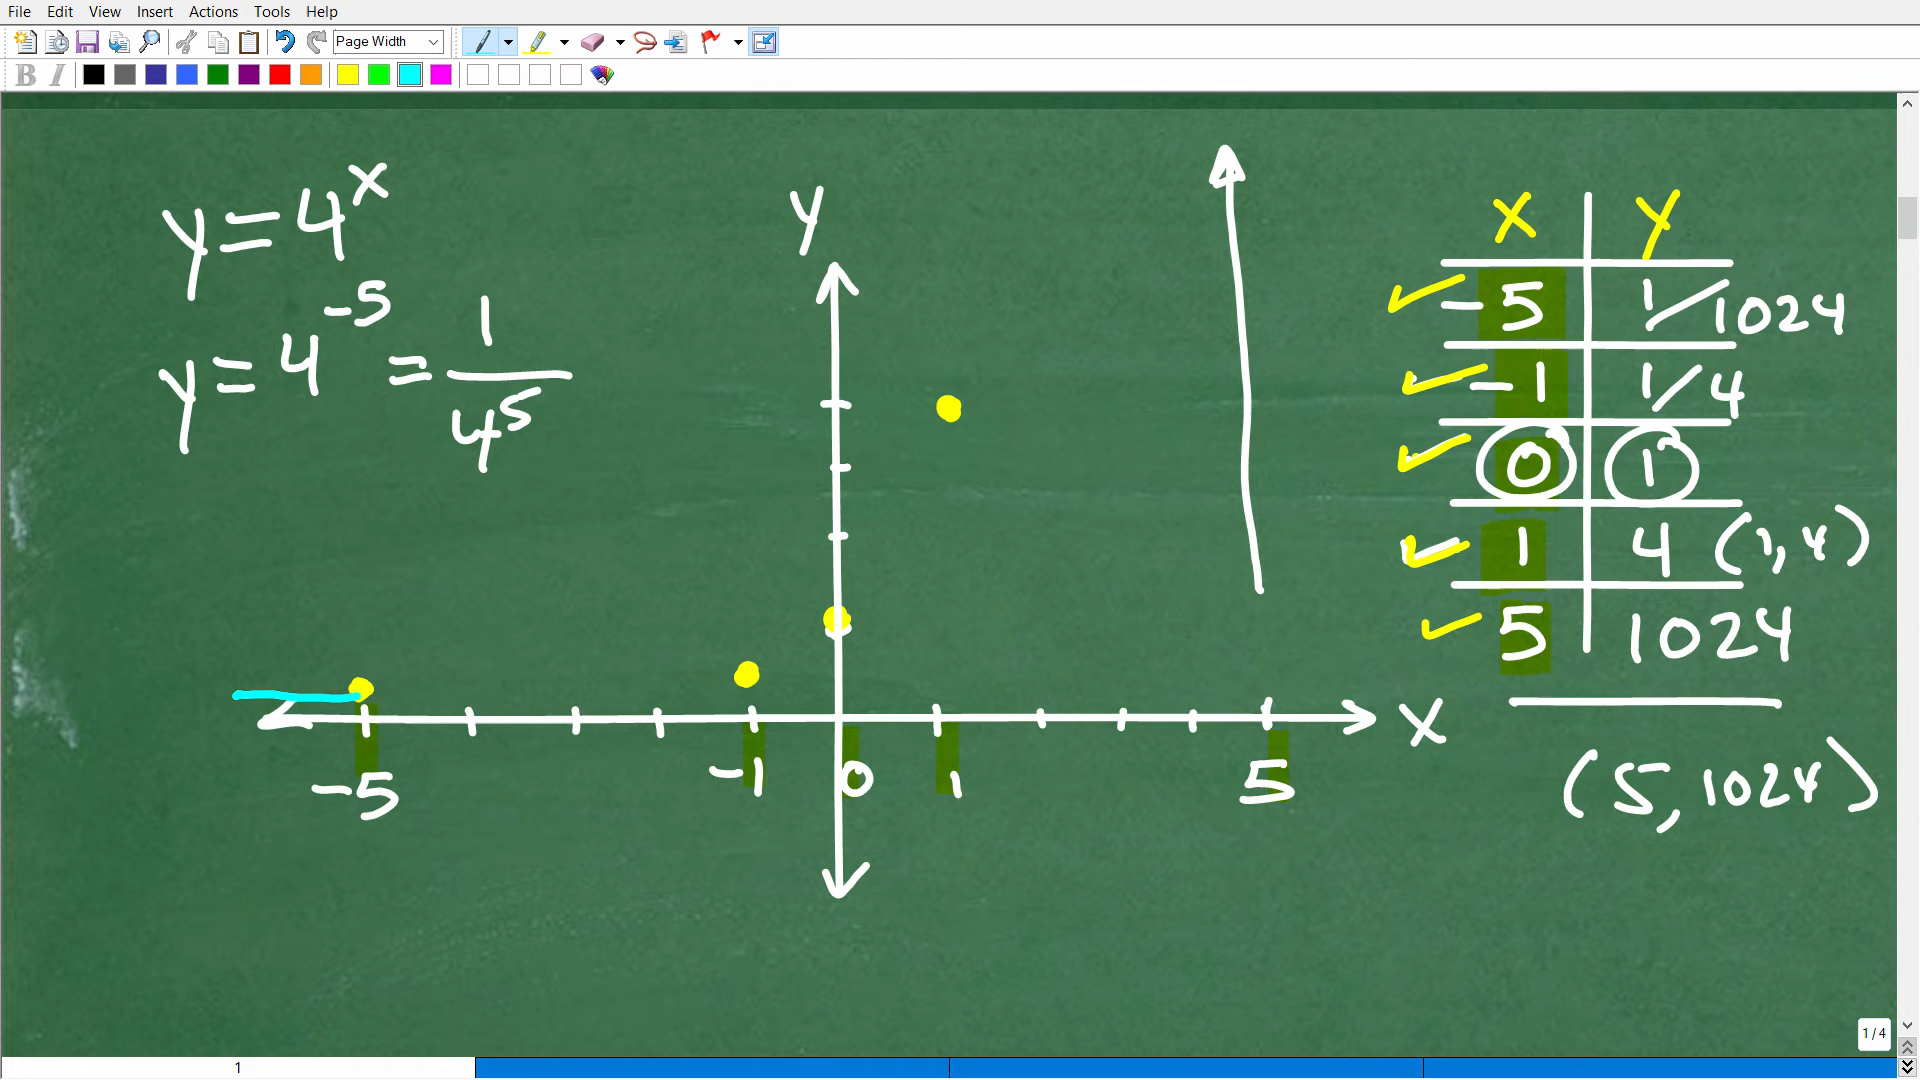 File Edit View Insert Actions Tools Help
Page Width
B I
y = 4^x
y = 4^-5 = 1/4^5
y
x
-5 -1 0 1 5
x y
-5 1/1024
-1 1/4
0 1
1 4 (1, 4)
5 1024
(5, 1024)
1 / 4
1